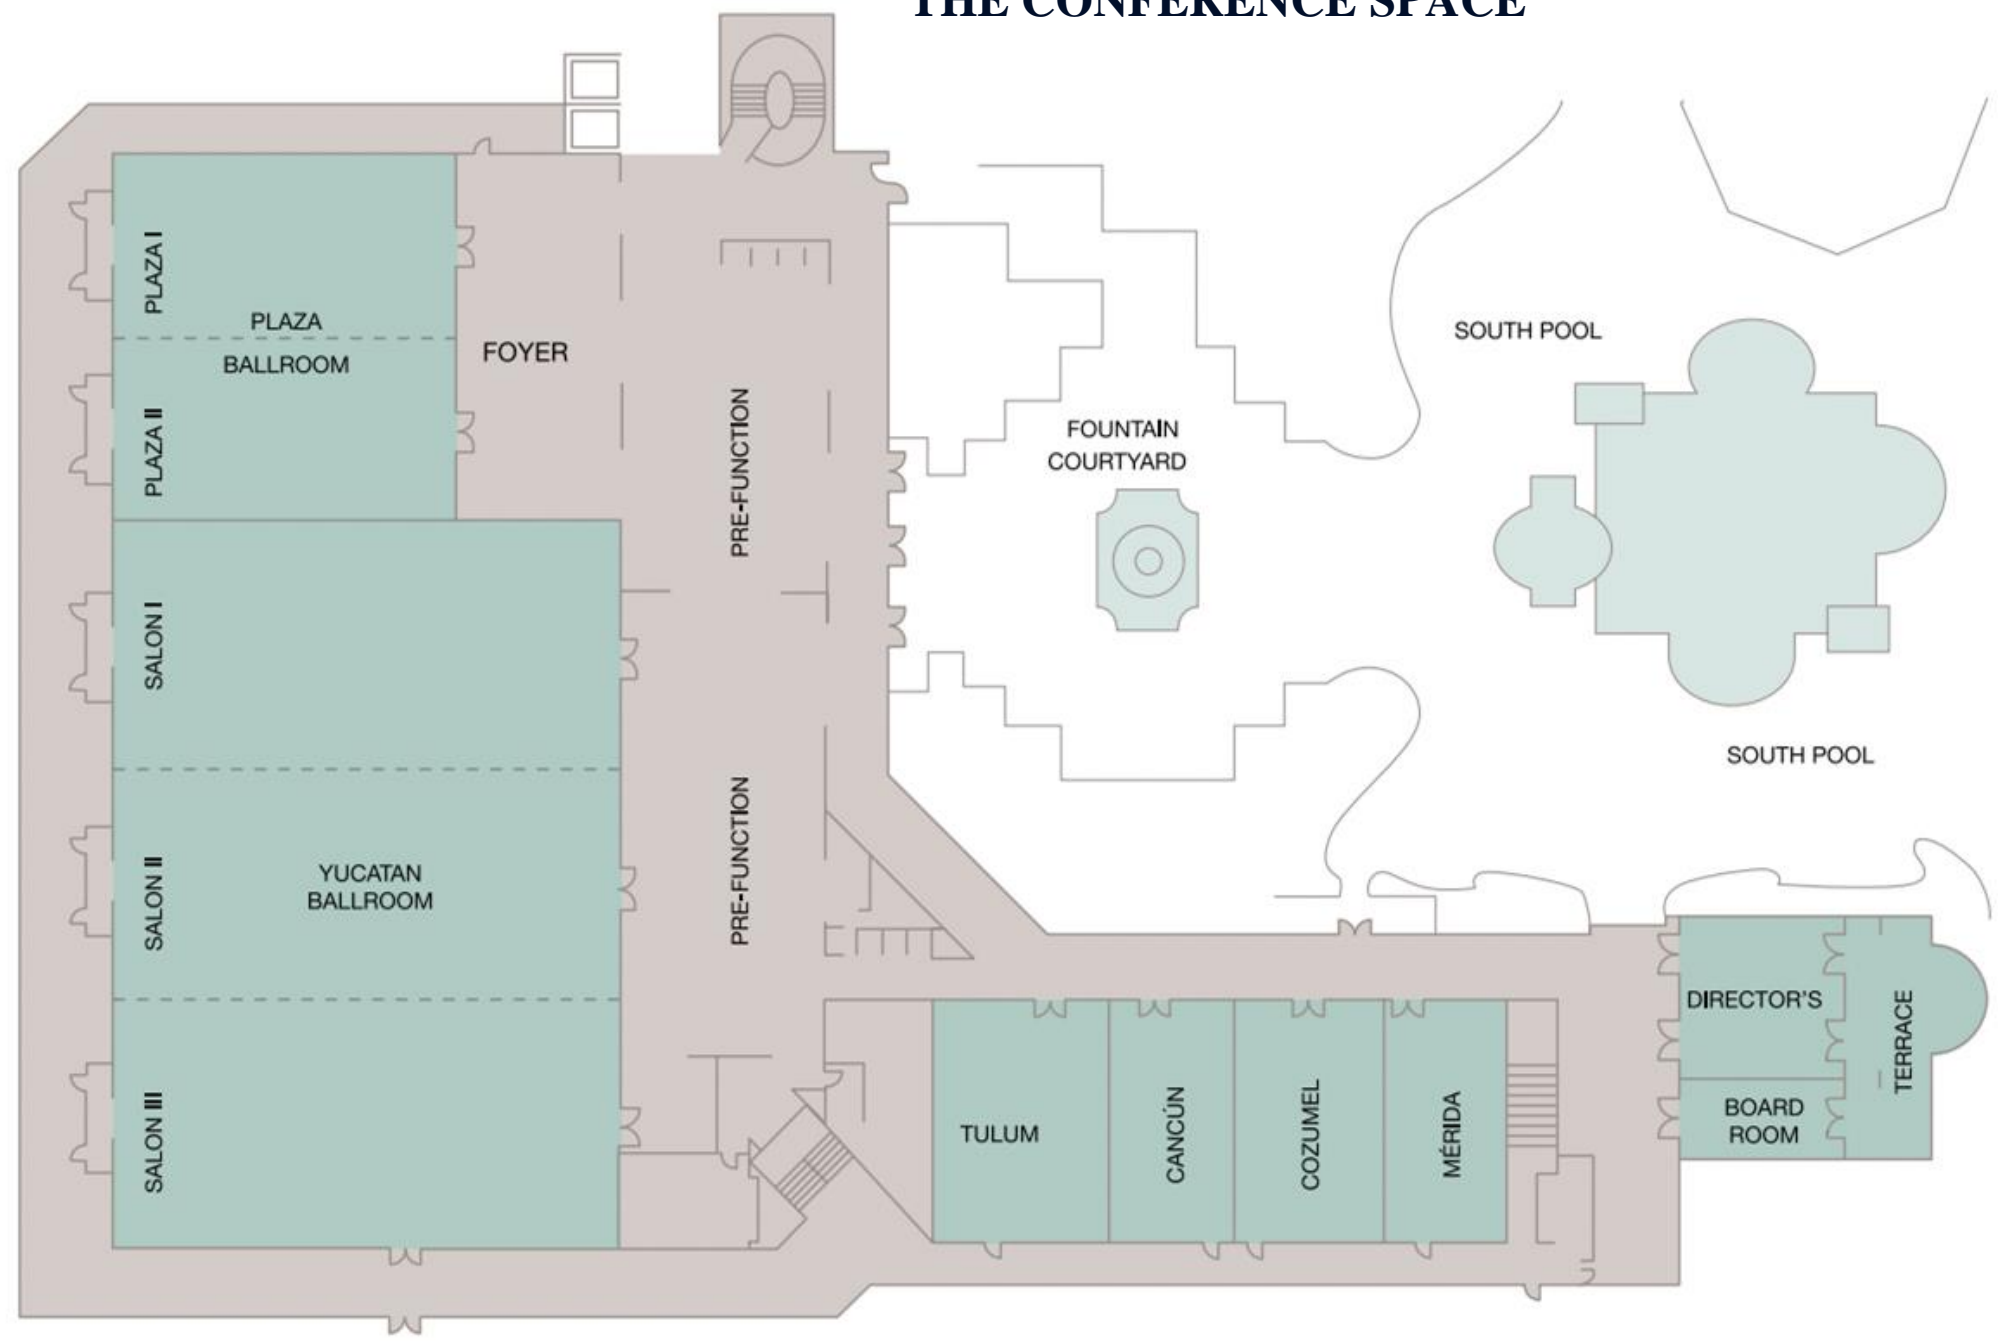 THE CONFERENCE SPACE
PLAZA I
PLAZA
BALLROOM
PLAZA II
FOYER
PRE-FUNCTION
FOUNTAIN
COURTYARD
SOUTH POOL
SOUTH POOL
SALON I
SALON II
YUCATAN
BALLROOM
PRE-FUNCTION
SALON III
TULUM
CANCÚN
COZUMEL
MÉRIDA
DIRECTOR'S
BOARD
ROOM
TERRACE